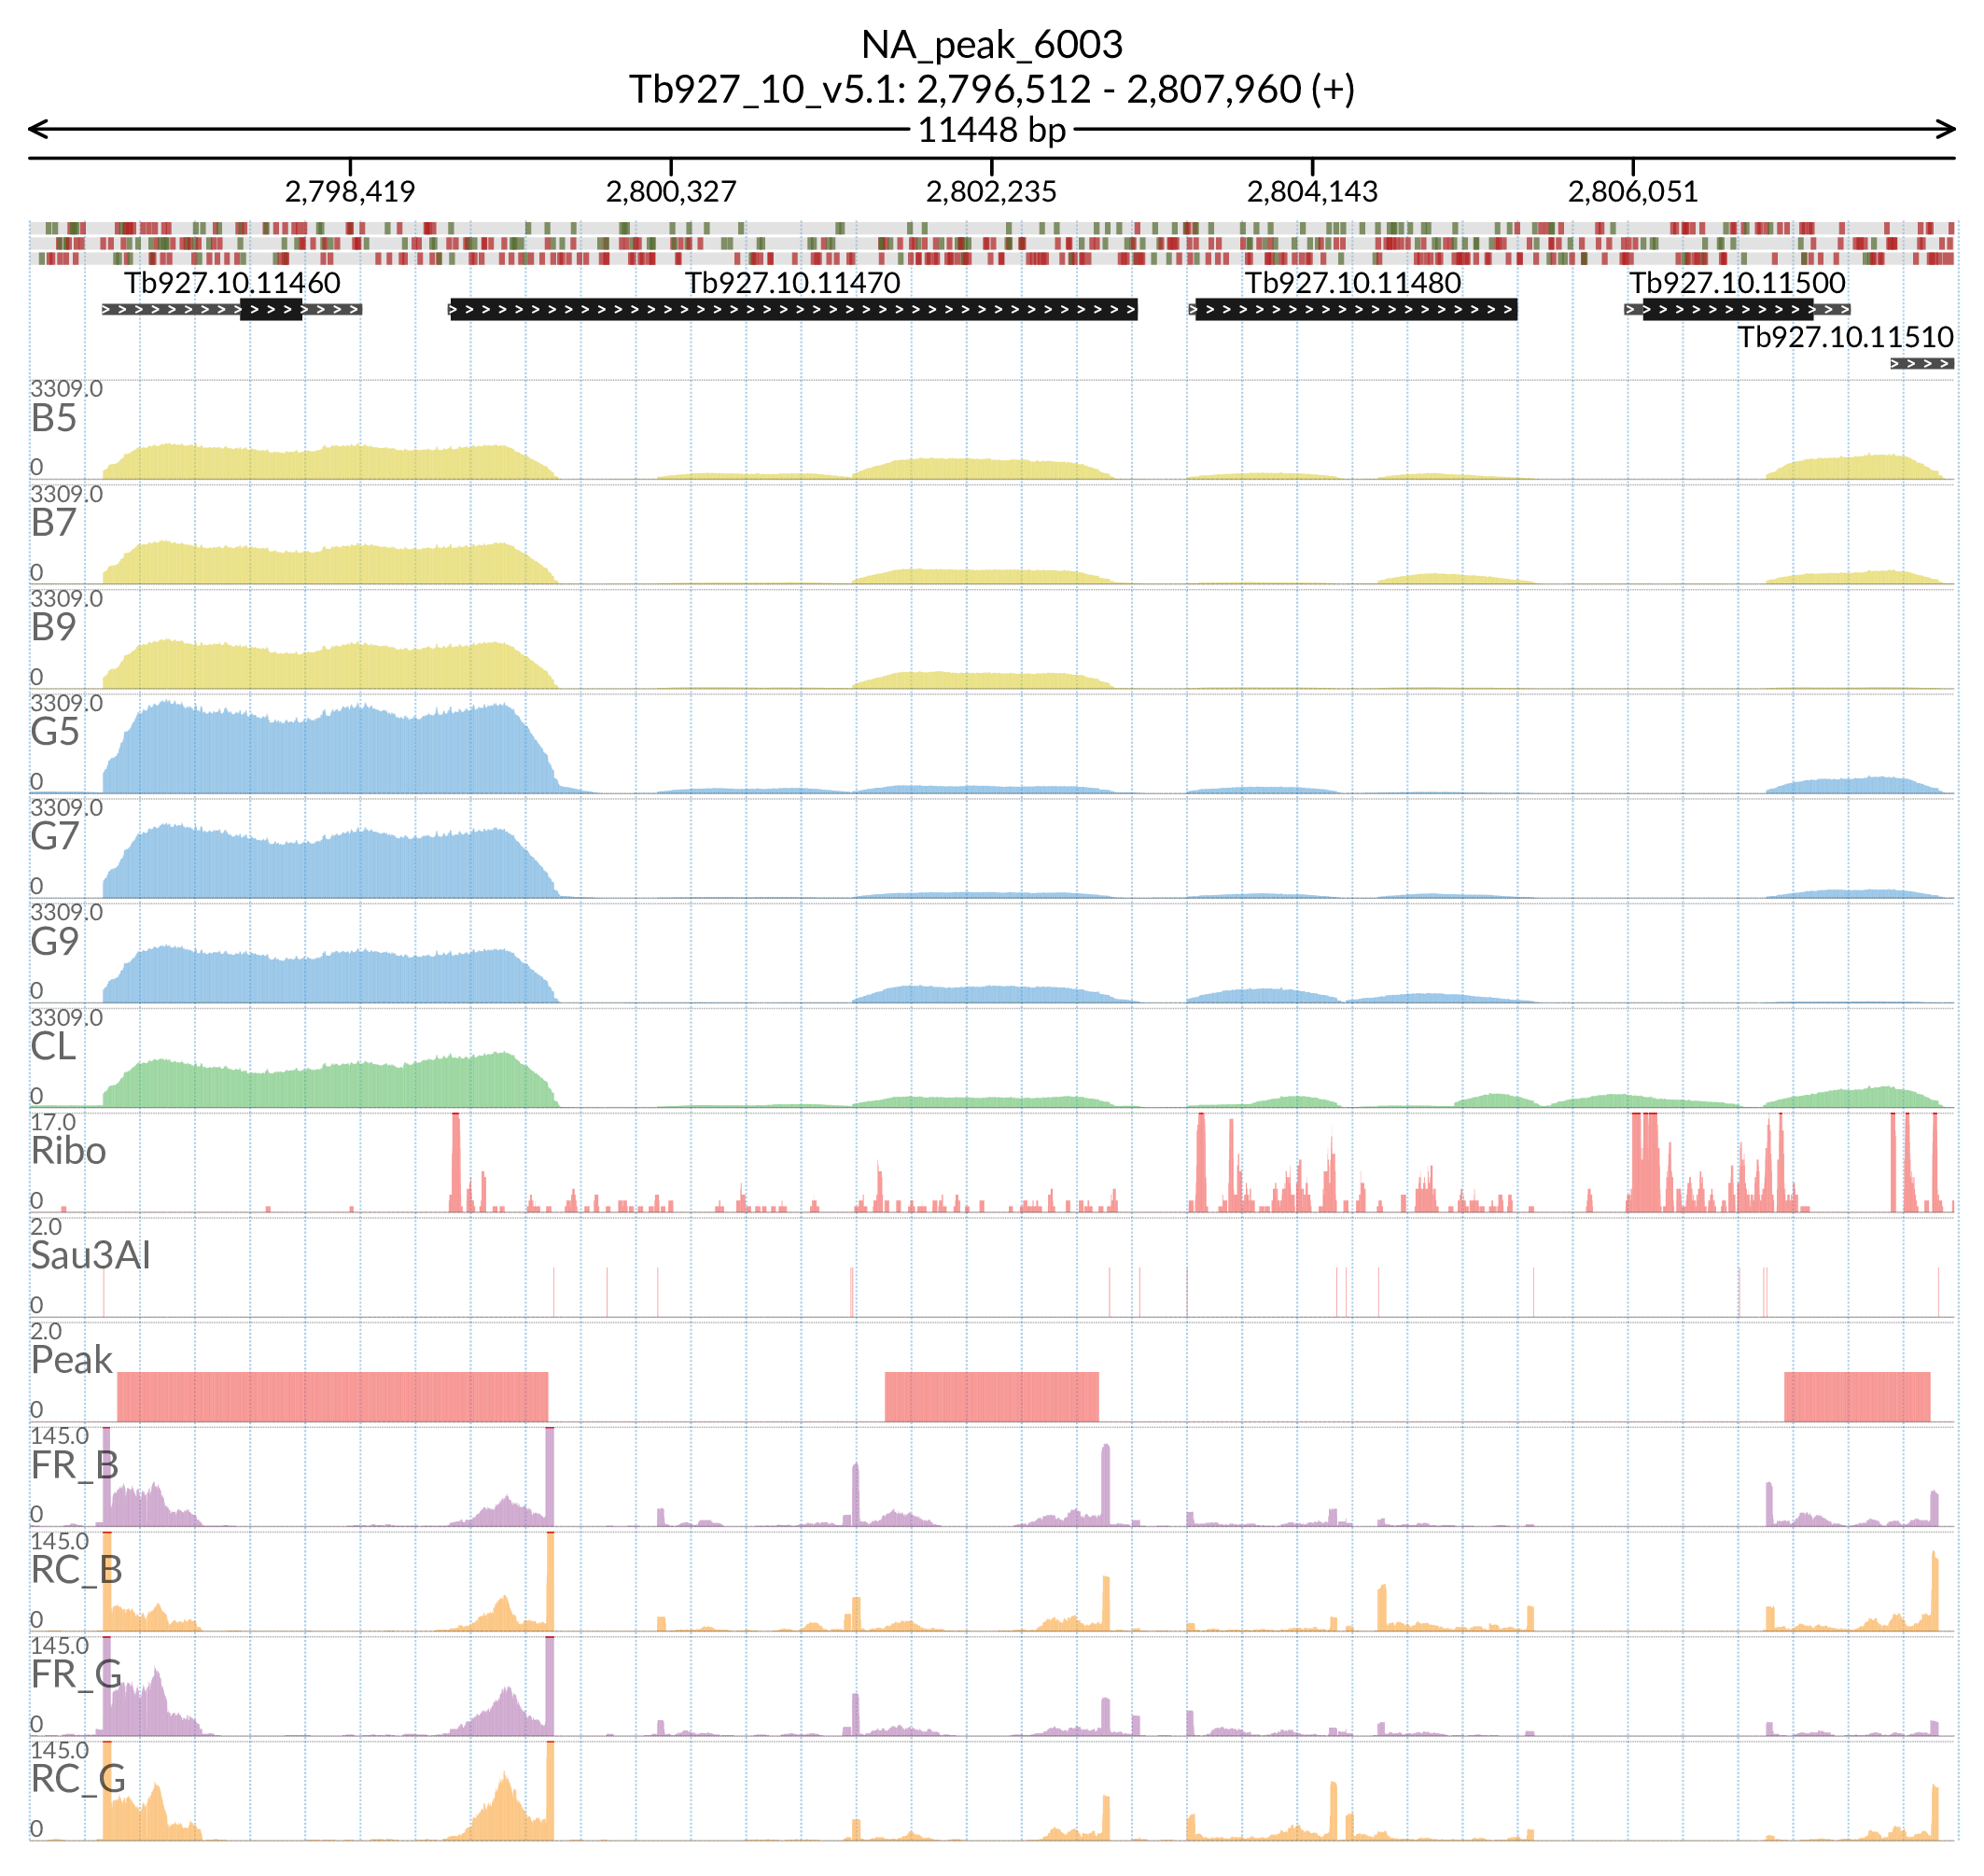 NA_peak_6003
Tb927_10_v5.1: 2,796,512 - 2,807,960 (+)
11448 bp
2,798,419 2,800,327 2,802,235 2,804,143 2,806,051
Tb927.10.11460 Tb927.10.11470 Tb927.10.11480 Tb927.10.11500
Tb927.10.11510
3309.0
B5
0
3309.0
B7
0
3309.0
B9
0
3309.0
G5
0
3309.0
G7
0
3309.0
G9
0
3309.0
CL
0
17.0
Ribo
0
2.0
Sau3AI
0
2.0
Peak
0
145.0
FR_B
0
145.0
RC_B
0
145.0
FR_G
0
145.0
RC_G
0